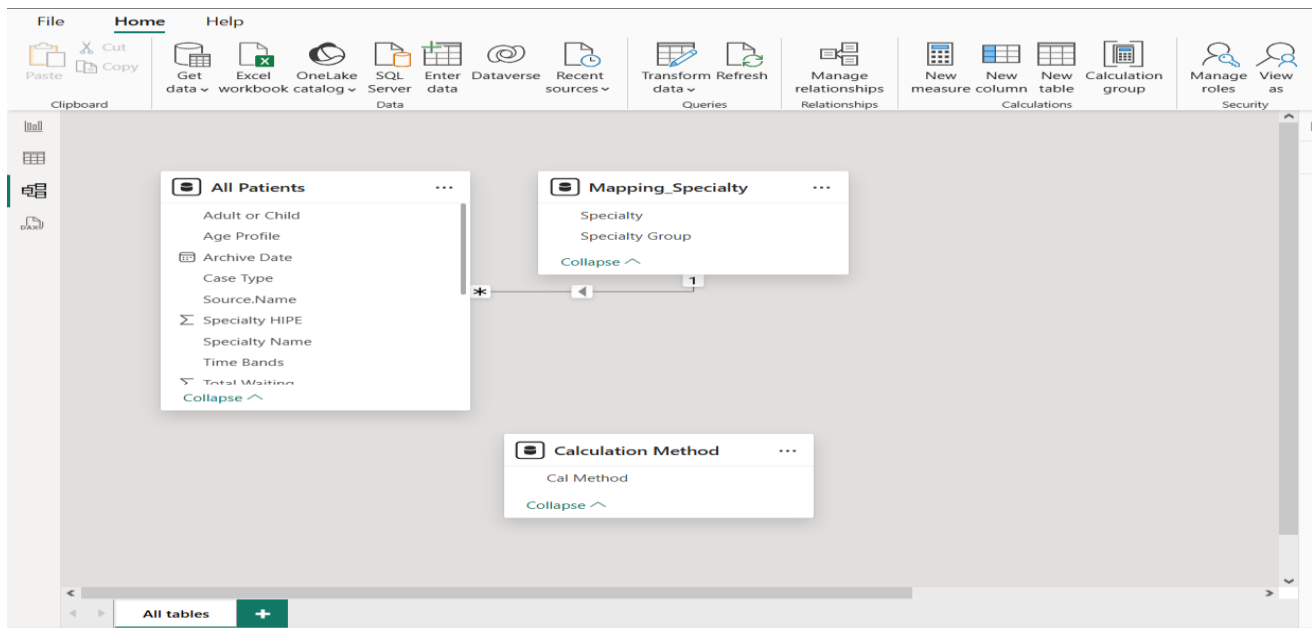 File Home Help
Paste Cut Copy Get data Excel workbook OneLake catalog SQL Server Enter data Dataverse Recent sources Transform data Refresh Manage relationships New measure New column New table Calculation group Manage roles View as
Clipboard Data Queries Relationships Calculations Security
DAX
All Patients
Adult or Child
Age Profile
Archive Date
Case Type
Source.Name
Specialty HIPE
Specialty Name
Time Bands
Total Waiting
Collapse
*
1
Mapping_Specialty
Specialty
Specialty Group
Collapse
Calculation Method
Cal Method
Collapse
All tables